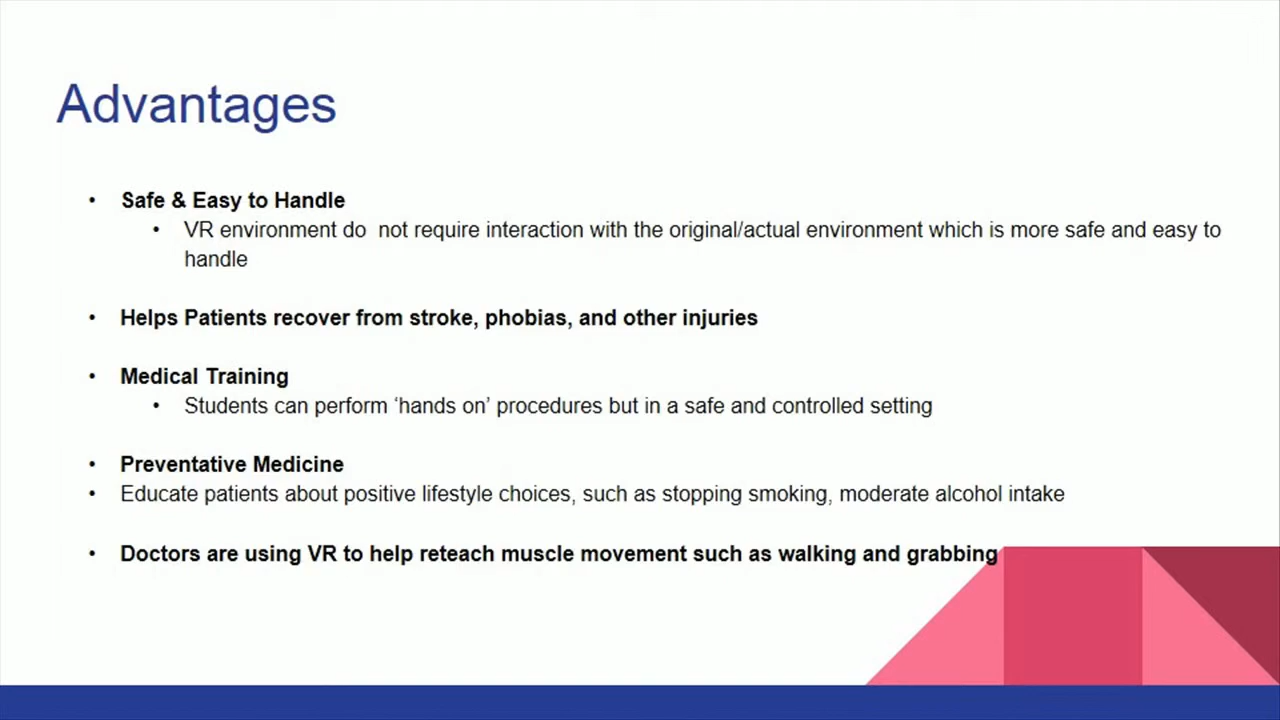 Advantages
• Safe & Easy to Handle
• VR environment do  not require interaction with the original/actual environment which is more safe and easy to
handle
• Helps Patients recover from stroke, phobias, and other injuries
• Medical Training
• Students can perform ‘hands on’ procedures but in a safe and controlled setting
• Preventative Medicine
• Educate patients about positive lifestyle choices, such as stopping smoking, moderate alcohol intake
• Doctors are using VR to help reteach muscle movement such as walking and grabbing